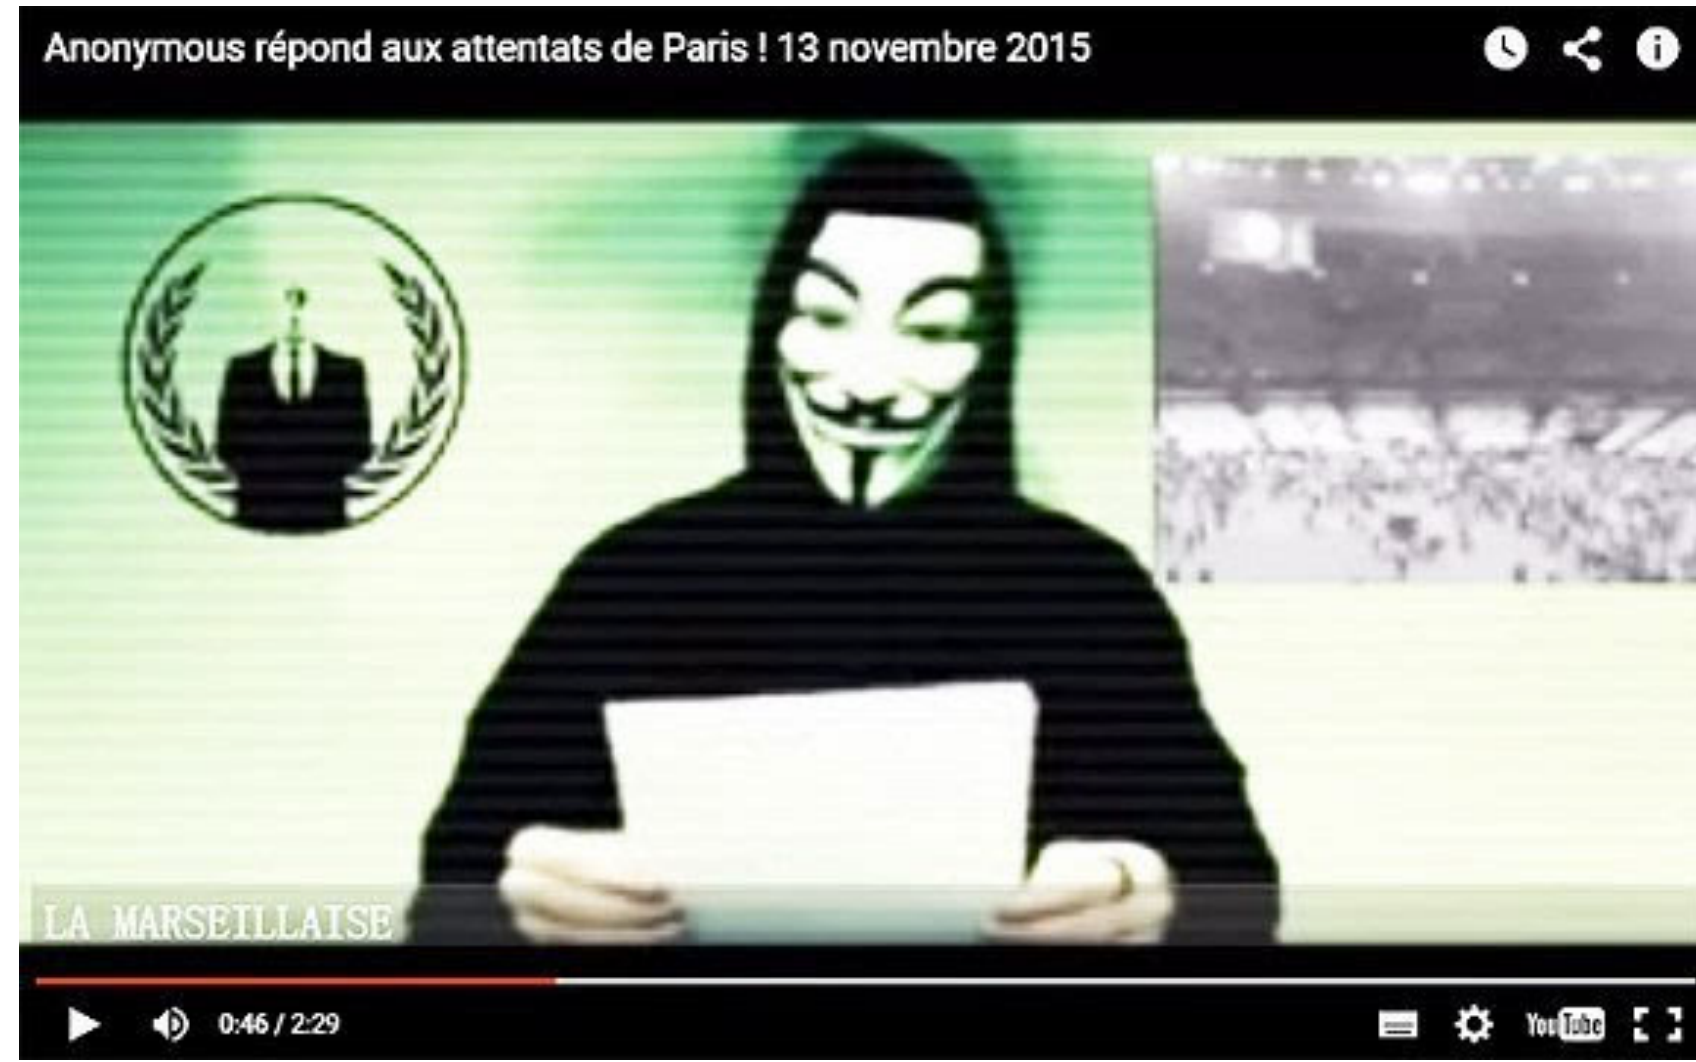 Anonymous répond aux attentats de Paris ! 13 novembre 2015
LA MARSEILLAISE
0:46 / 2:29
YouTube